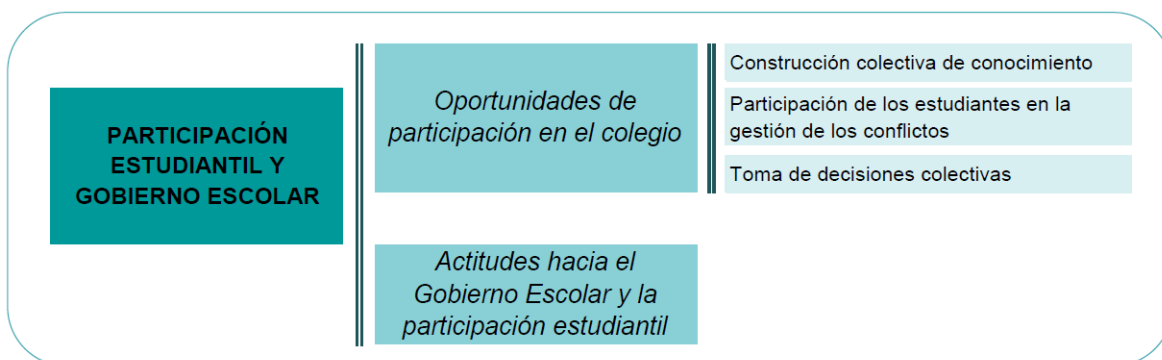 PARTICIPACIÓN
ESTUDIANTIL Y
GOBIERNO ESCOLAR
Oportunidades de
participación en el colegio
Construcción colectiva de conocimiento
Participación de los estudiantes en la
gestión de los conflictos
Toma de decisiones colectivas
Actitudes hacia el
Gobierno Escolar y la
participación estudiantil